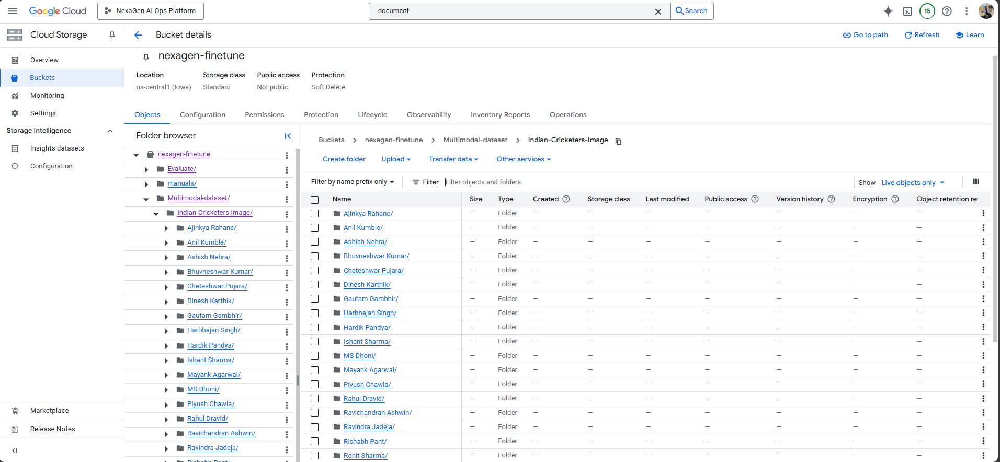 Google Cloud
NexaGen AI Ops Platform
document
Search
15
Cloud Storage
Bucket details
Go to path
Refresh
Learn
Overview
Buckets
Monitoring
Settings
Storage Intelligence
Insights datasets
Configuration
Marketplace
Release Notes
nexagen-finetune
Location Storage class Public access Protection
us-central1 (Iowa) Standard Not public Soft Delete
Objects Configuration Permissions Protection Lifecycle Observability Inventory Reports Operations
Folder browser
nexagen-finetune
Evaluate/
manuals/
Multimodal-dataset/
Indian-Cricketers-Image/
Ajinkya Rahane/
Anil Kumble/
Ashish Nehra/
Bhuvneshwar Kumar/
Cheteshwar Pujara/
Dinesh Karthik/
Gautam Gambhir/
Harbhajan Singh/
Hardik Pandya/
Ishant Sharma/
Mayank Agarwal/
MS Dhoni/
Piyush Chawla/
Rahul Dravid/
Ravichandran Ashwin/
Ravindra Jadeja/
Rishabh Pant/
Buckets > nexagen-finetune > Multimodal-dataset > Indian-Cricketers-Image
Create folder Upload Transfer data Other services
Filter by name prefix only Filter Filter objects and folders Show Live objects only
Name Size Type Created Storage class Last modified Public access Version history Encryption Object retention ret
Ajinkya Rahane/ — Folder — — — — — — —
Anil Kumble/ — Folder — — — — — — —
Ashish Nehra/ — Folder — — — — — — —
Bhuvneshwar Kumar/ — Folder — — — — — — —
Cheteshwar Pujara/ — Folder — — — — — — —
Dinesh Karthik/ — Folder — — — — — — —
Gautam Gambhir/ — Folder — — — — — — —
Harbhajan Singh/ — Folder — — — — — — —
Hardik Pandya/ — Folder — — — — — — —
Ishant Sharma/ — Folder — — — — — — —
MS Dhoni/ — Folder — — — — — — —
Mayank Agarwal/ — Folder — — — — — — —
Piyush Chawla/ — Folder — — — — — — —
Rahul Dravid/ — Folder — — — — — — —
Ravichandran Ashwin/ — Folder — — — — — — —
Ravindra Jadeja/ — Folder — — — — — — —
Rishabh Pant/ — Folder — — — — — — —
Rohit Sharma/ — Folder — — — — — — —